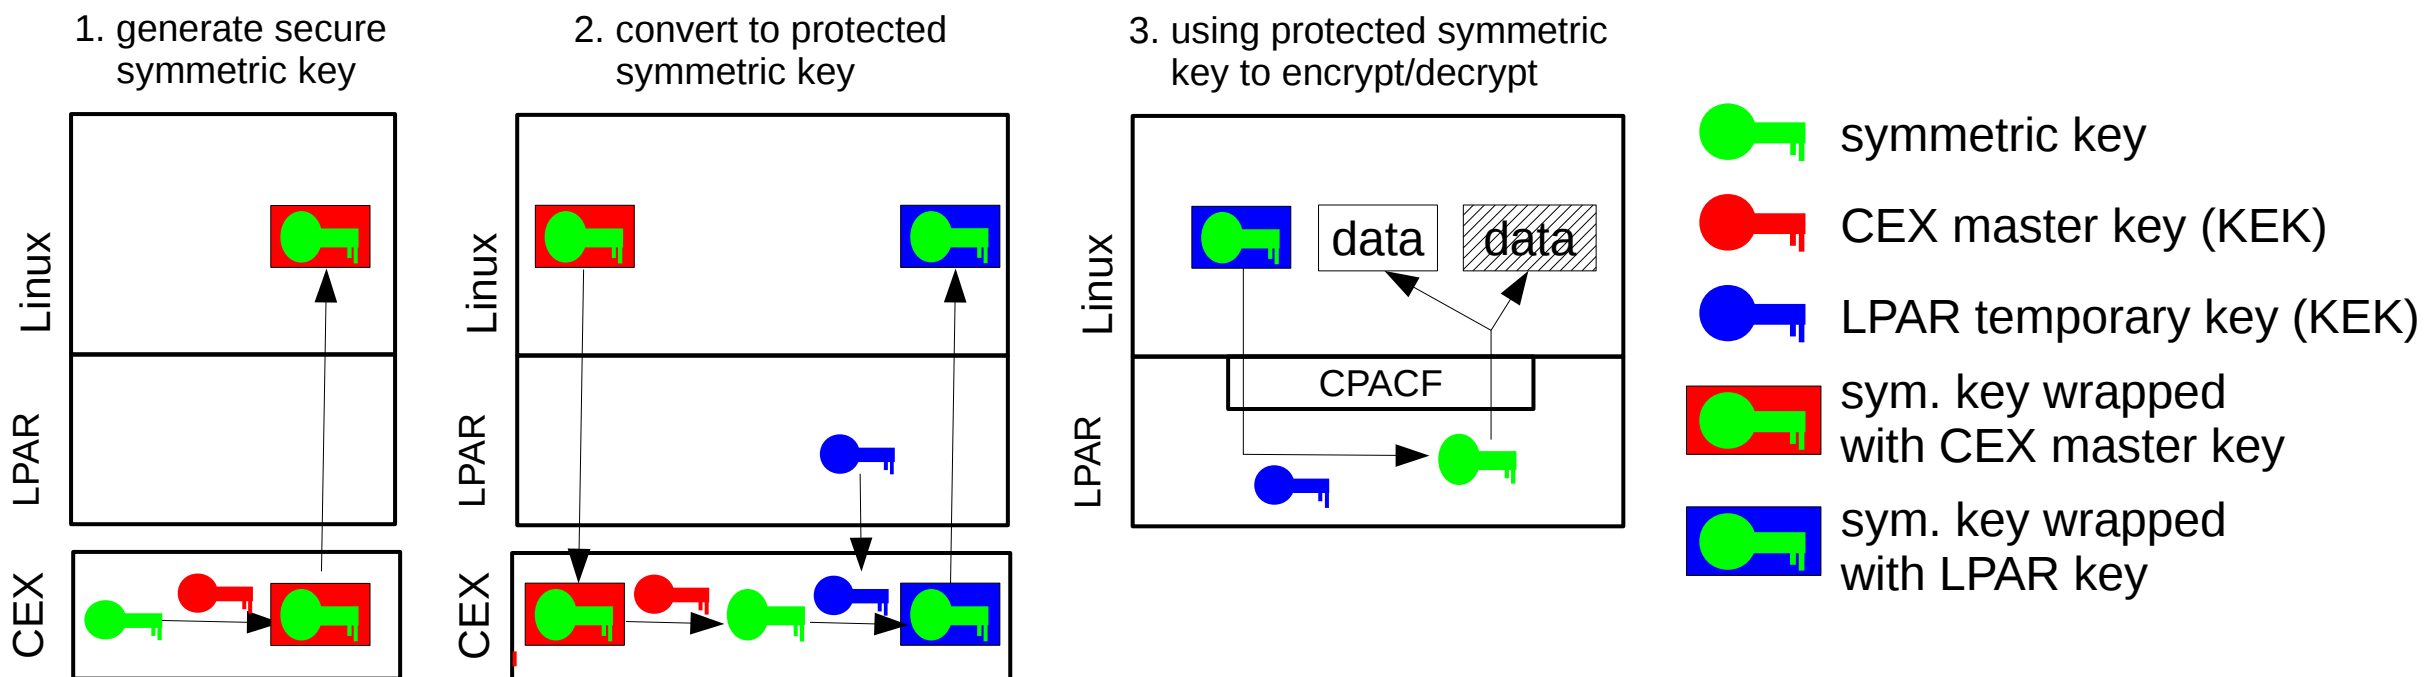 1. generate secure
symmetric key
2. convert to protected
symmetric key
3. using protected symmetric
key to encrypt/decrypt
Linux
LPAR
CEX
Linux
LPAR
CEX
Linux
LPAR
data
data
CPACF
symmetric key
CEX master key (KEK)
LPAR temporary key (KEK)
sym. key wrapped
with CEX master key
sym. key wrapped
with LPAR key